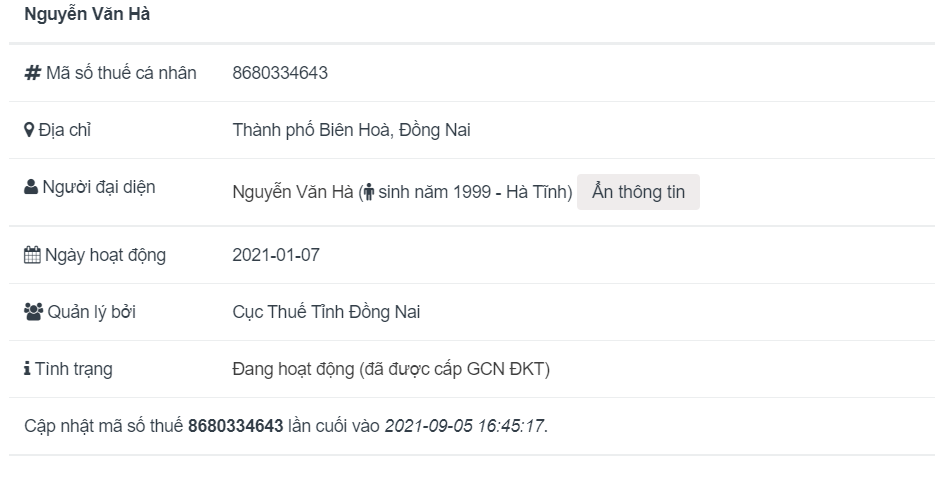 Nguyễn Văn Hà
Mã số thuế cá nhân 8680334643
Địa chỉ Thành phố Biên Hoà, Đồng Nai
Người đại diện Nguyễn Văn Hà ( sinh năm 1999 - Hà Tĩnh) Ẩn thông tin
Ngày hoạt động 2021-01-07
Quản lý bởi Cục Thuế Tỉnh Đồng Nai
Tình trạng Đang hoạt động (đã được cấp GCN ĐKT)
Cập nhật mã số thuế 8680334643 lần cuối vào 2021-09-05 16:45:17.